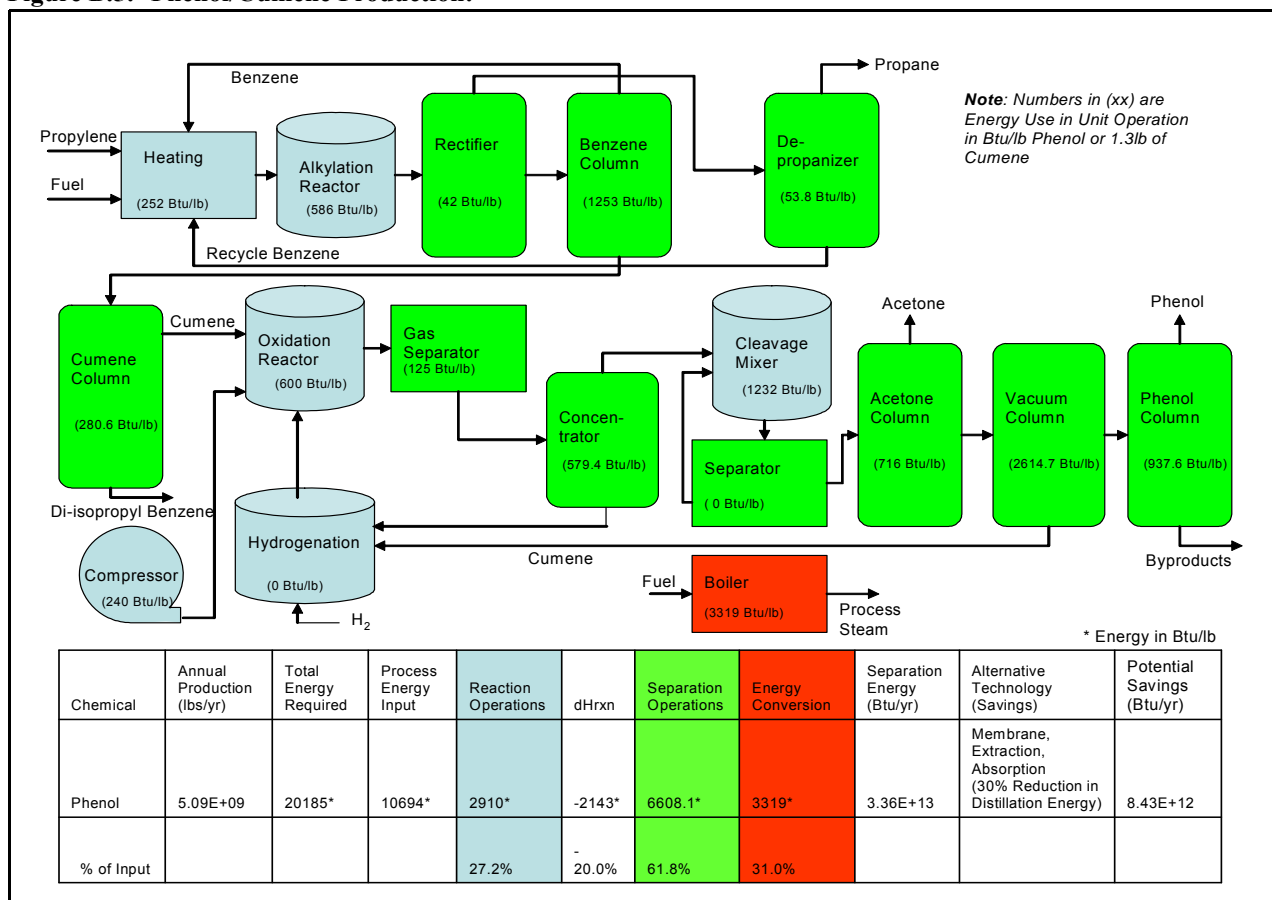 Figure B.5. Phenol/Cumene Production.
Benzene
Propane
Note: Numbers in (xx) are
Energy Use in Unit Operation
in Btu/lb Phenol or 1.3lb of
Cumene
Propylene
Fuel
Heating
(252 Btu/lb)
Alkylation
Reactor
(586 Btu/lb)
Rectifier
(42 Btu/lb)
Benzene
Column
(1253 Btu/lb)
De-
propanizer
(53.8 Btu/lb)
Recycle Benzene
Cumene
Column
(280.6 Btu/lb)
Cumene
Oxidation
Reactor
(600 Btu/lb)
Gas
Separator
(125 Btu/lb)
Concen-
trator
(579.4 Btu/lb)
Cleavage
Mixer
(1232 Btu/lb)
Separator
( 0 Btu/lb)
Acetone
Acetone
Column
(716 Btu/lb)
Vacuum
Column
(2614.7 Btu/lb)
Phenol
Phenol
Column
(937.6 Btu/lb)
Di-isopropyl Benzene
Compressor
(240 Btu/lb)
Hydrogenation
(0 Btu/lb)
H2
Cumene
Byproducts
Fuel
Boiler
(3319 Btu/lb)
Process
Steam
* Energy in Btu/lb
Chemical
Annual
Production
(lbs/yr)
Total
Energy
Required
Process
Energy
Input
Reaction
Operations
dHrxn
Separation
Operations
Energy
Conversion
Separation
Energy
(Btu/yr)
Alternative
Technology
(Savings)
Potential
Savings
(Btu/yr)
Phenol
5.09E+09
20185*
10694*
2910*
-2143*
6608.1*
3319*
3.36E+13
Membrane,
Extraction,
Absorption
(30% Reduction in
Distillation Energy)
8.43E+12
% of Input
27.2%
-
20.0%
61.8%
31.0%